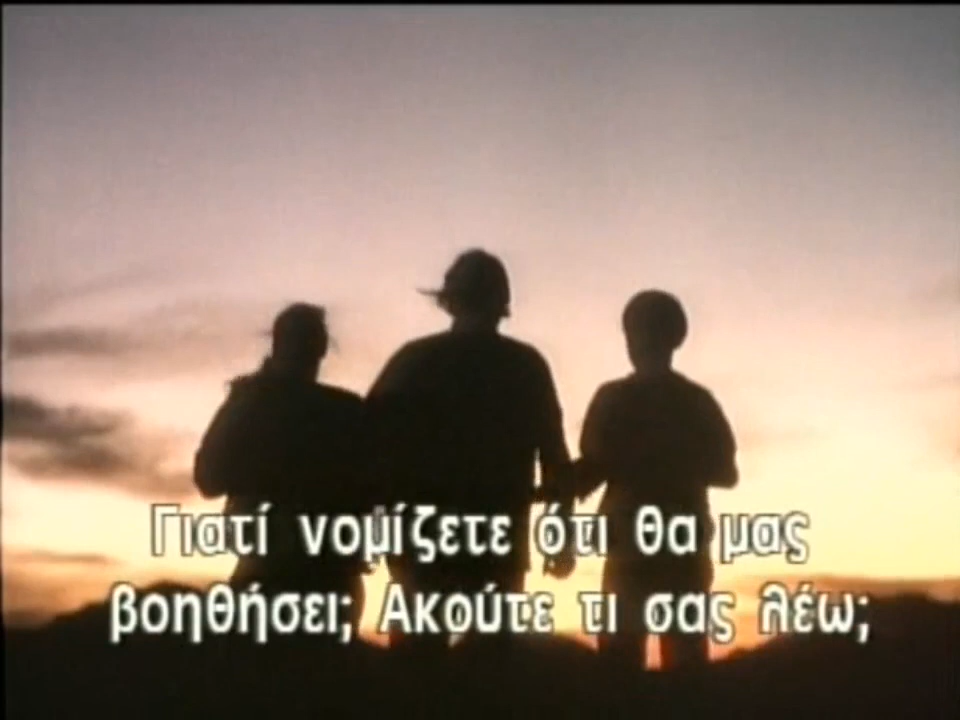 Γιατί νομίζετε ότι θα μας
βοηθήσει; Ακούτε τι σας λέω;